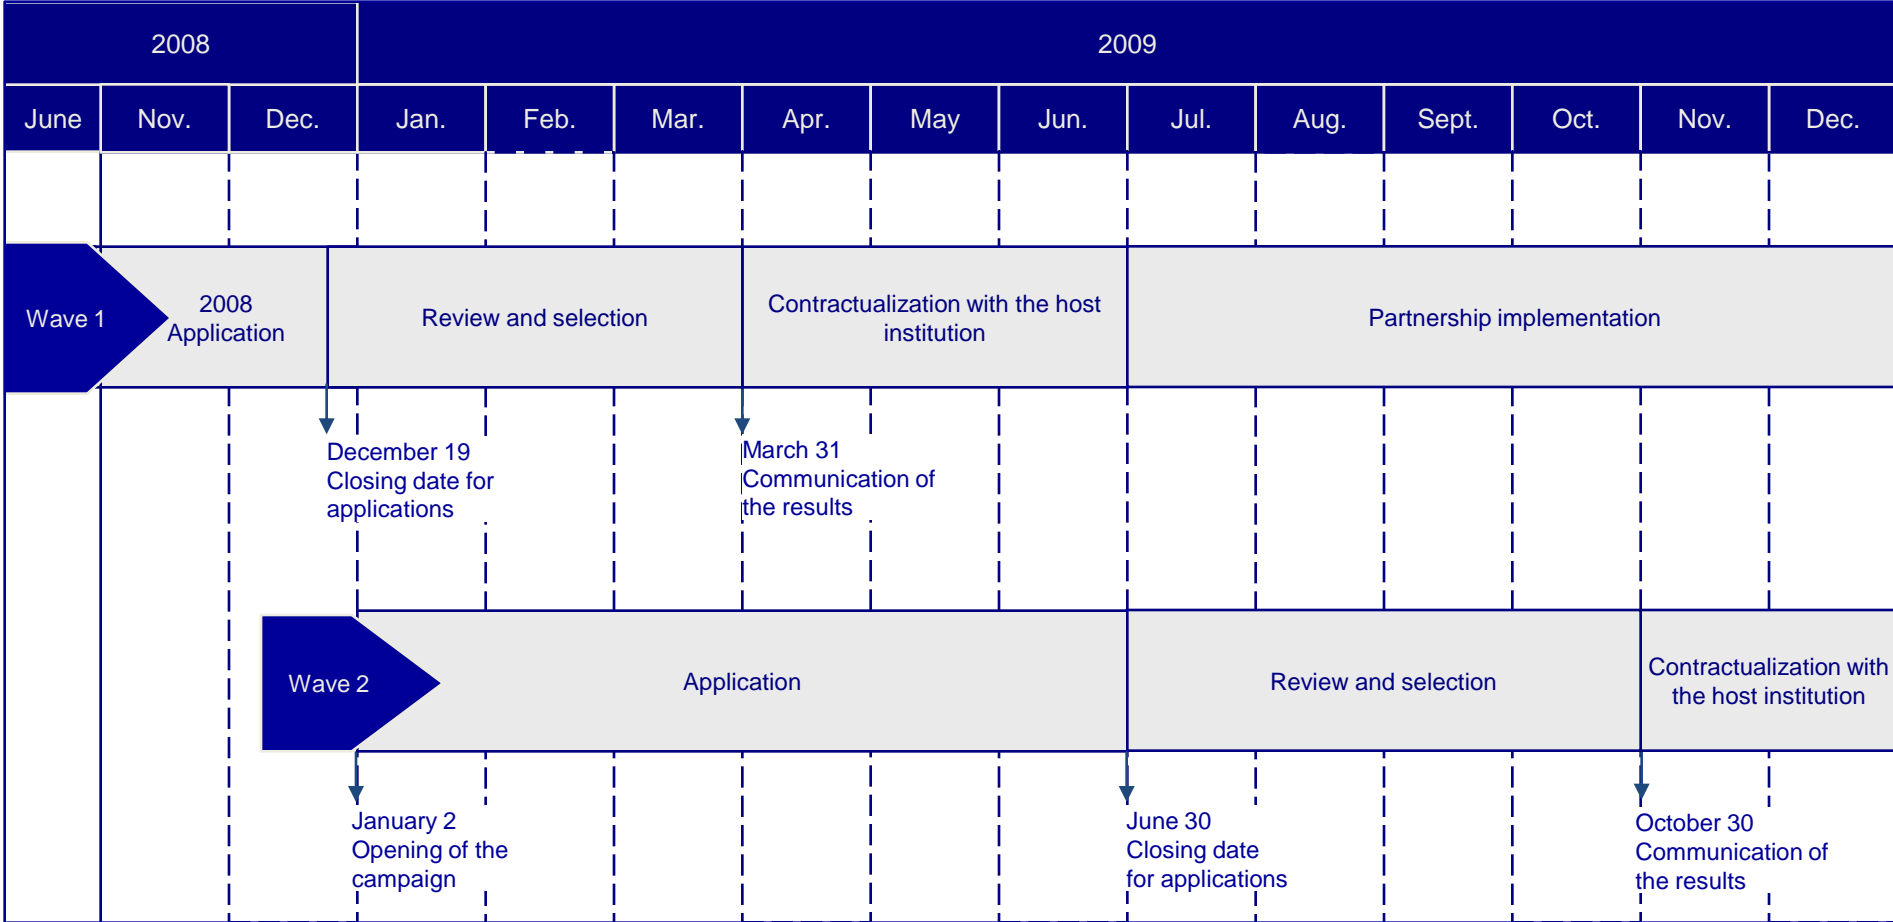 2008
2009
June
Nov.
Dec.
Jan.
Feb.
Mar.
Apr.
May
Jun.
Jul.
Aug.
Sept.
Oct.
Nov.
Dec.
Wave 1
2008
Application
Review and selection
Contractualization with the host
institution
Partnership implementation
December 19
Closing date for
applications
March 31
Communication of
the results
Wave 2
Application
Review and selection
Contractualization with
the host institution
January 2
Opening of the
campaign
June 30
Closing date
for applications
October 30
Communication of
the results